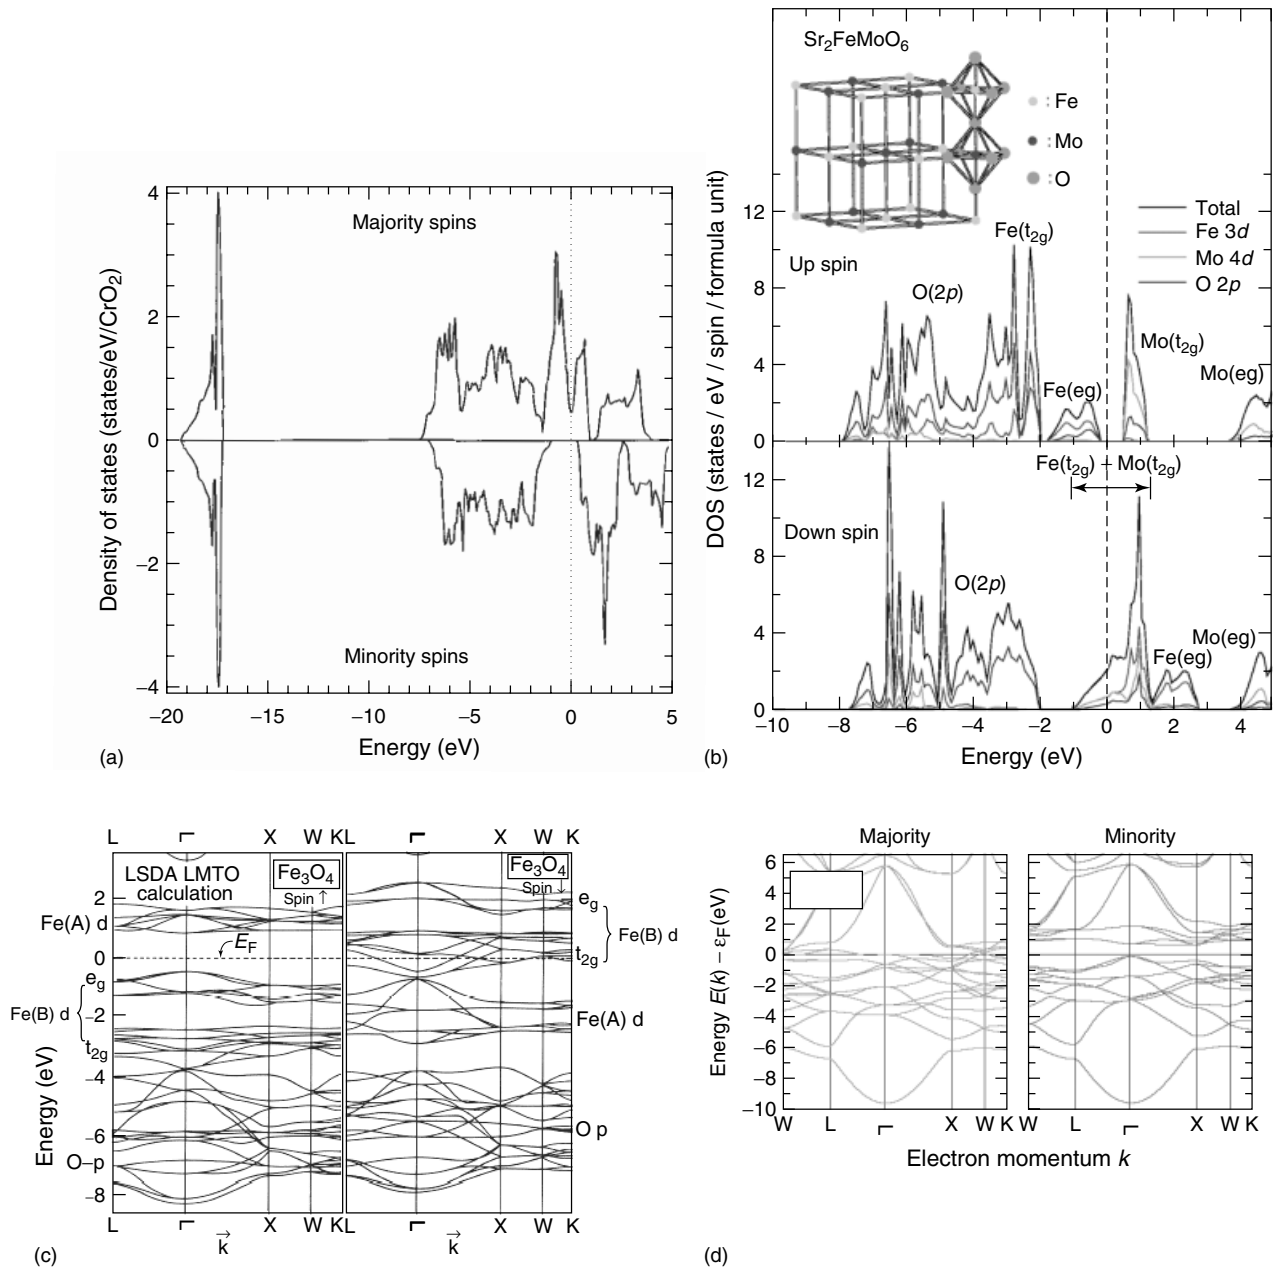 Majority spins
Minority spins
4
2
0
−2
−4
−20
−15
−10
−5
0
5
Density of states (states/eV/CrO₂)
Energy (eV)
(a)
Sr₂FeMoO₆
: Fe
: Mo
: O
Total
Fe 3d
Mo 4d
O 2p
Up spin
O(2p)
Fe(t₂g)
Fe(eg)
Mo(t₂g)
Mo(eg)
12
8
4
0
Fe(t₂g) + Mo(t₂g)
Down spin
O(2p)
Fe(eg)
Mo(eg)
12
8
4
0
−10
−8
−6
−4
−2
0
2
4
DOS (states / eV / spin / formula unit)
Energy (eV)
(b)
L Γ X W K
L Γ X W K
LSDA LMTO
calculation
Fe₃O₄
Spin ↑
Fe₃O₄
Spin ↓
2
0
−2
−4
−6
−8
Fe(A) d
E_F
e_g
Fe(B) d
t₂g
O–p
Energy (eV)
e_g
Fe(B) d
t₂g
Fe(A) d
O p
L Γ X W K
L Γ X W K
k⃗
k⃗
(c)
Majority
Minority
6
4
2
0
−2
−4
−6
−8
−10
Energy E(k) − ε_F (eV)
W L Γ X W K
W L Γ X W K
Electron momentum k
(d)